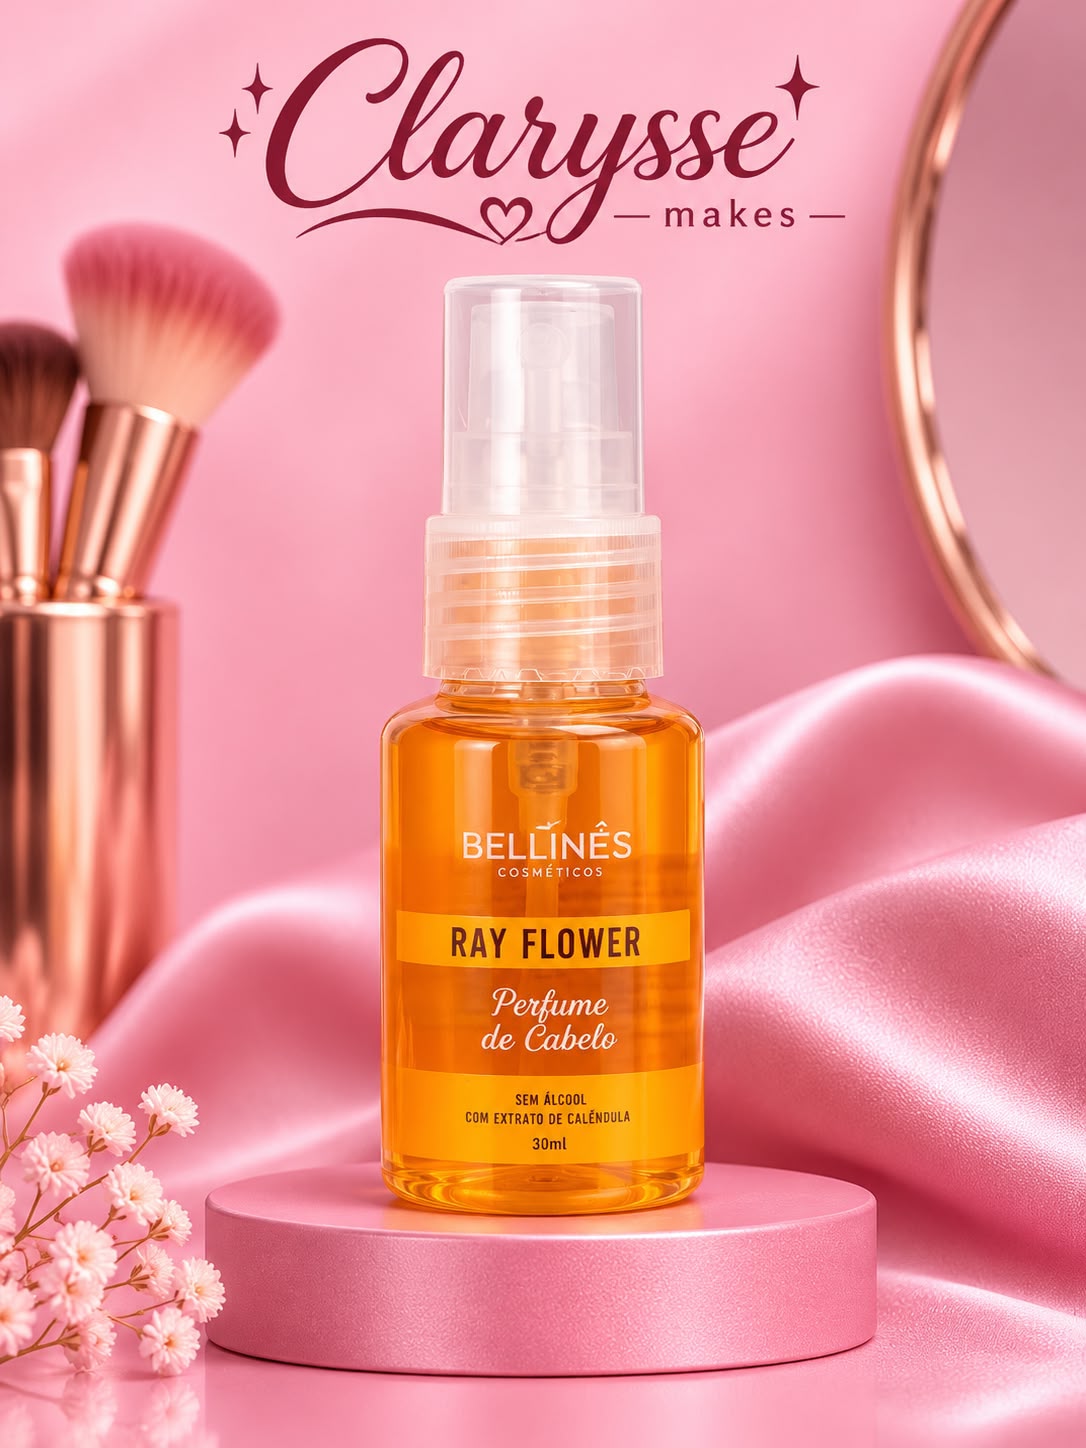 Clarysse
makes
BELLINÊS
COSMÉTICOS
RAY FLOWER
Perfume
de Cabelo
SEM ÁLCOOL
COM EXTRATO DE CALÊNDULA
30ml